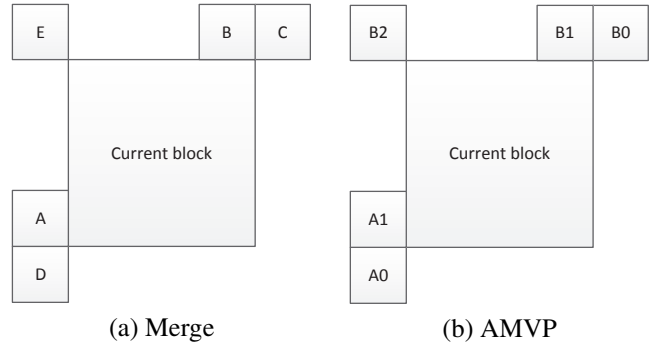 E B C B2 B1 B0
Current block Current block
A A1
D A0
(a) Merge (b) AMVP